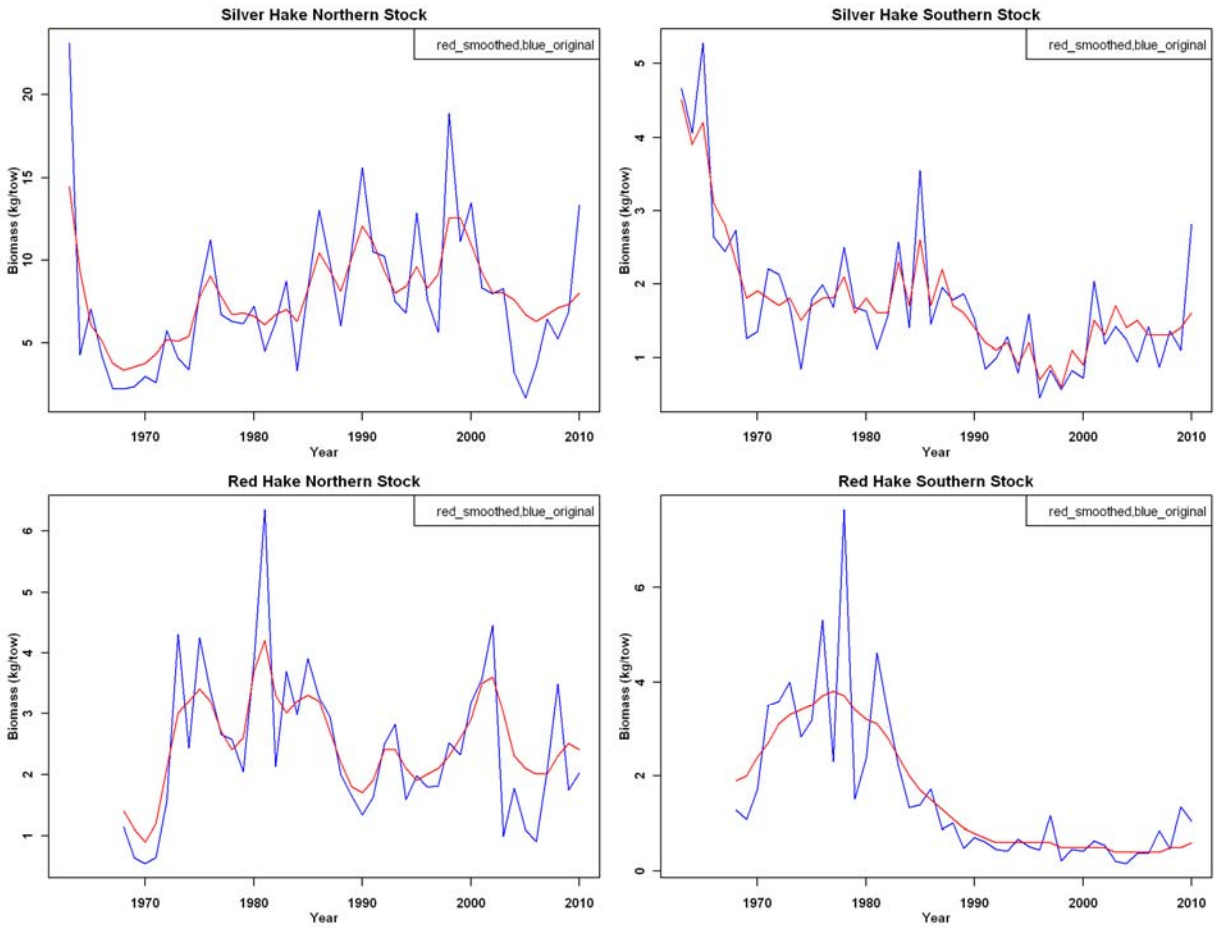 Silver Hake Northern Stock
red_smoothed,blue_original
Biomass (kg/tow)
20
15
10
5
1970 1980 1990 2000 2010
Year
Silver Hake Southern Stock
red_smoothed,blue_original
Biomass (kg/tow)
5
4
3
2
1
1970 1980 1990 2000 2010
Year
Red Hake Northern Stock
red_smoothed,blue_original
Biomass (kg/tow)
6
5
4
3
2
1
1970 1980 1990 2000 2010
Year
Red Hake Southern Stock
red_smoothed,blue_original
Biomass (kg/tow)
6
4
2
0
1970 1980 1990 2000 2010
Year